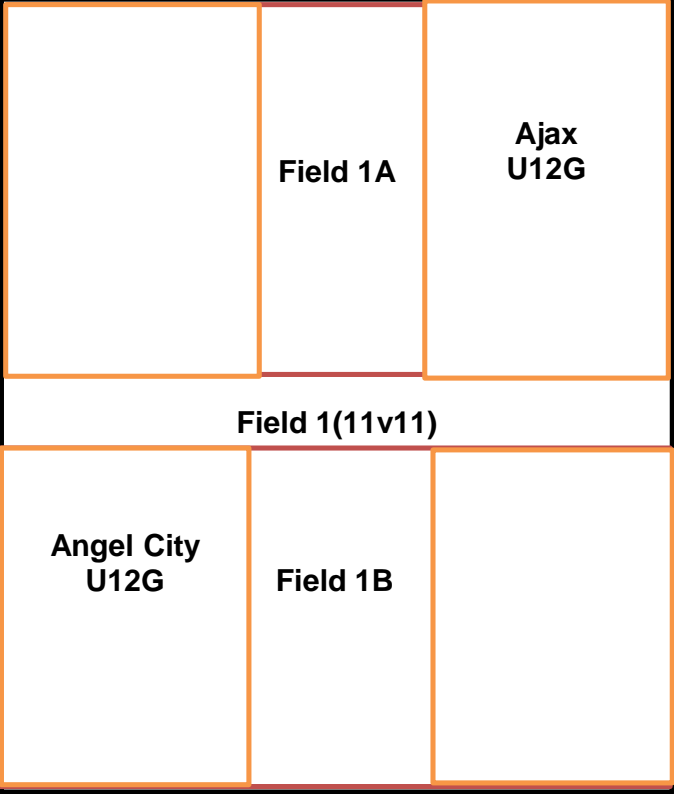 Ajax
U12G
Field 1A
Field 1(11v11)
Angel City
U12G
Field 1B